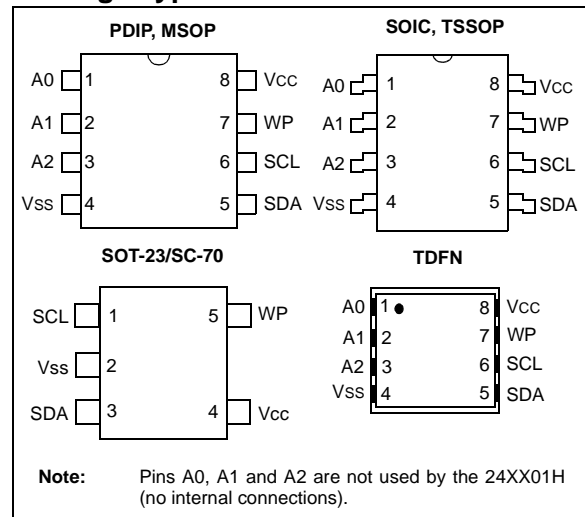 PDIP, MSOP
A0 1 8 VCC
A1 2 7 WP
A2 3 6 SCL
VSS 4 5 SDA
SOIC, TSSOP
A0 1 8 VCC
A1 2 7 WP
A2 3 6 SCL
VSS 4 5 SDA
SOT-23/SC-70
SCL 1 5 WP
Vss 2
SDA 3 4 Vcc
TDFN
A0 1 8 VCC
A1 2 7 WP
A2 3 6 SCL
VSS 4 5 SDA
Note: Pins A0, A1 and A2 are not used by the 24XX01H
(no internal connections).